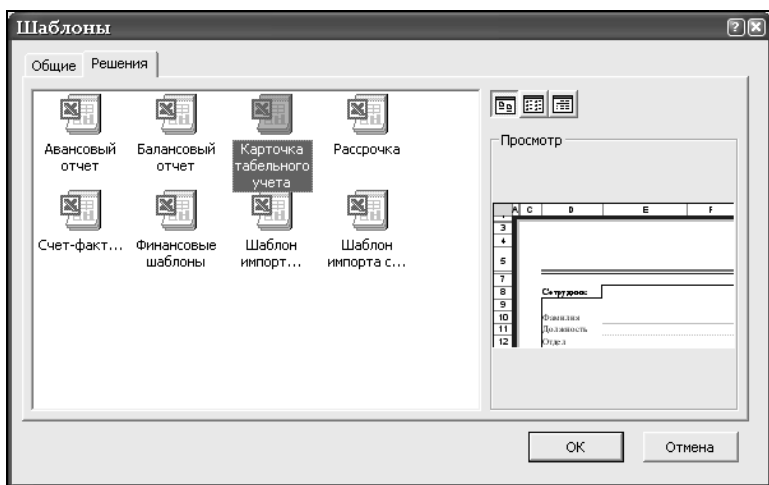 Шаблоны
Общие
Решения
Авансовый
отчет
Балансовый
отчет
Карточка
табельного
учета
Рассрочка
Счет-факт...
Финансовые
шаблоны
Шаблон
импорт...
Шаблон
импорта с...
Просмотр
A C D E F
3
4
5
7
8 Сотрудник
9
10 Фамилия
11 Должность
12 Отдел
ОК
Отмена